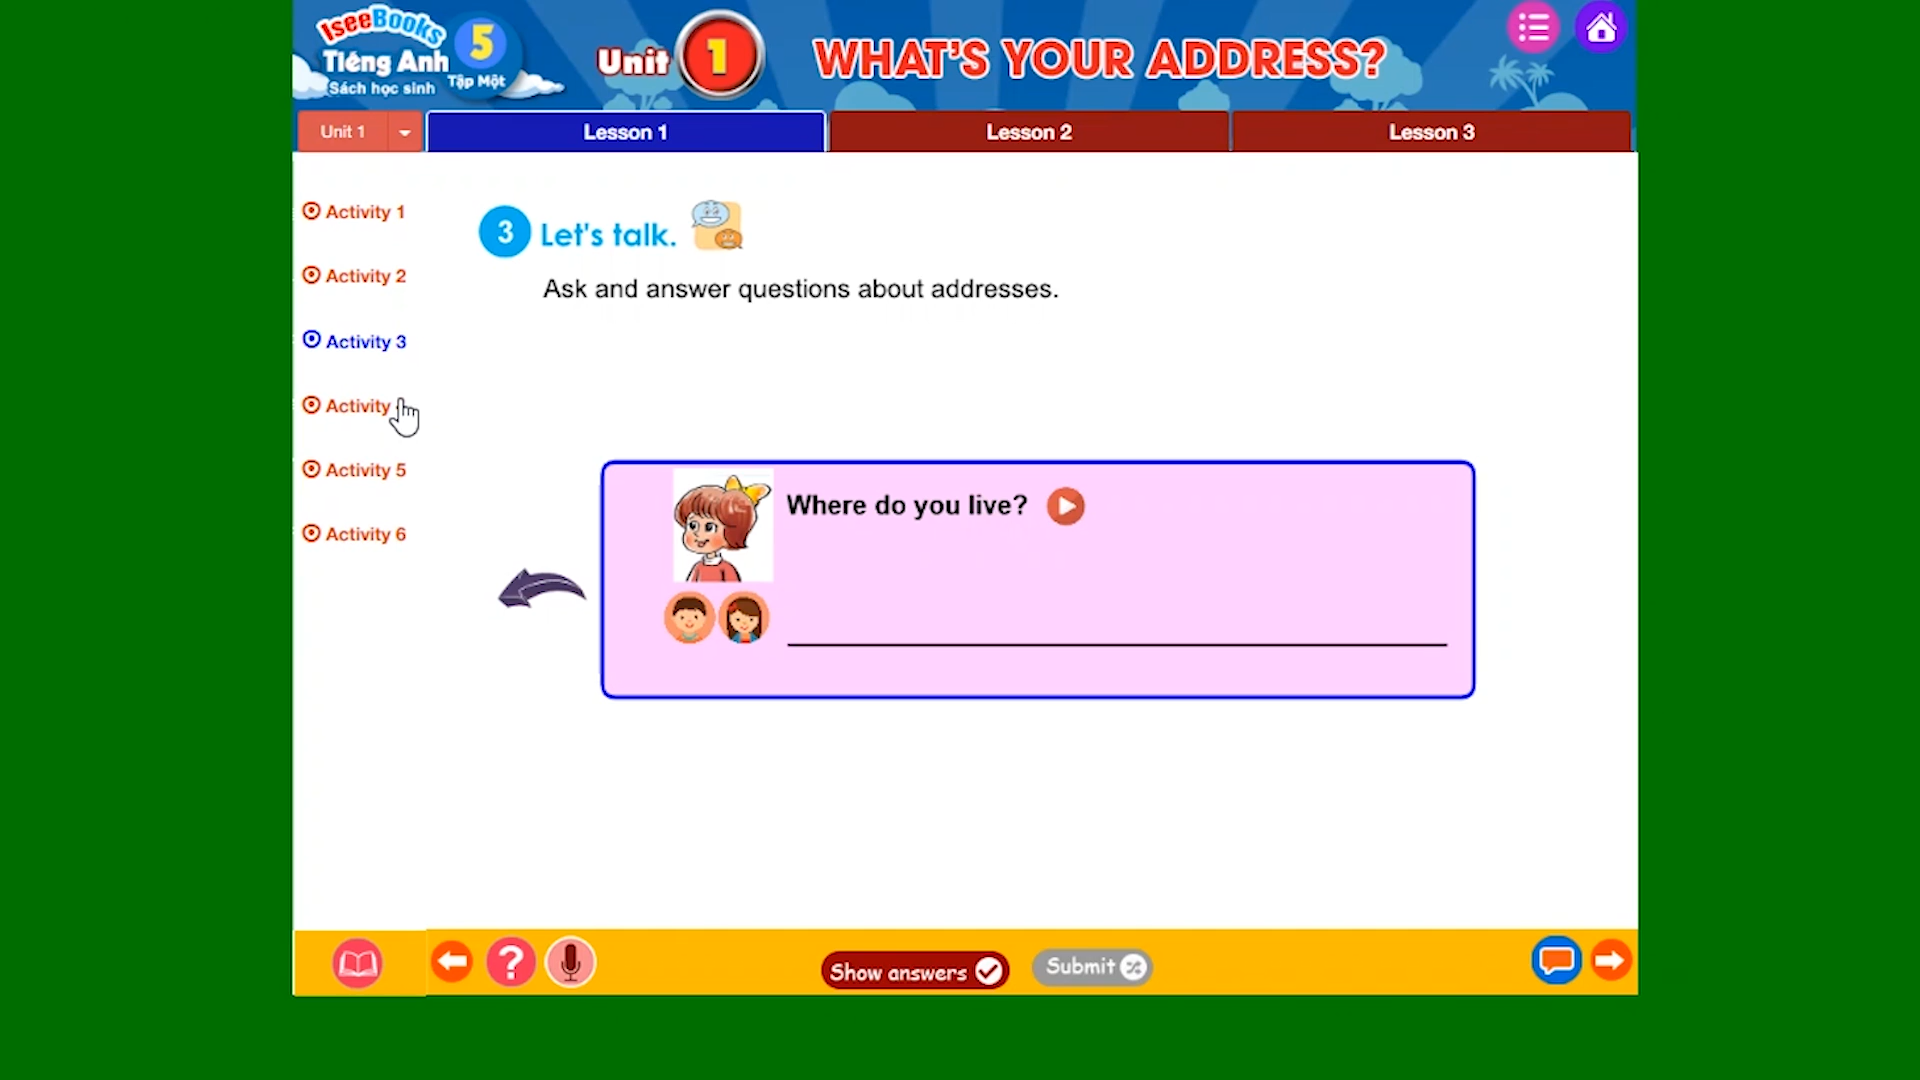 IseeBooks
Tiếng Anh 5
Sách học sinh Tập Một
Unit 1
WHAT'S YOUR ADDRESS?
Unit 1
Lesson 1
Lesson 2
Lesson 3
Activity 1
Activity 2
Activity 3
Activity
Activity 5
Activity 6
3 Let's talk.
Ask and answer questions about addresses.
Where do you live?
?
Show answers
Submit